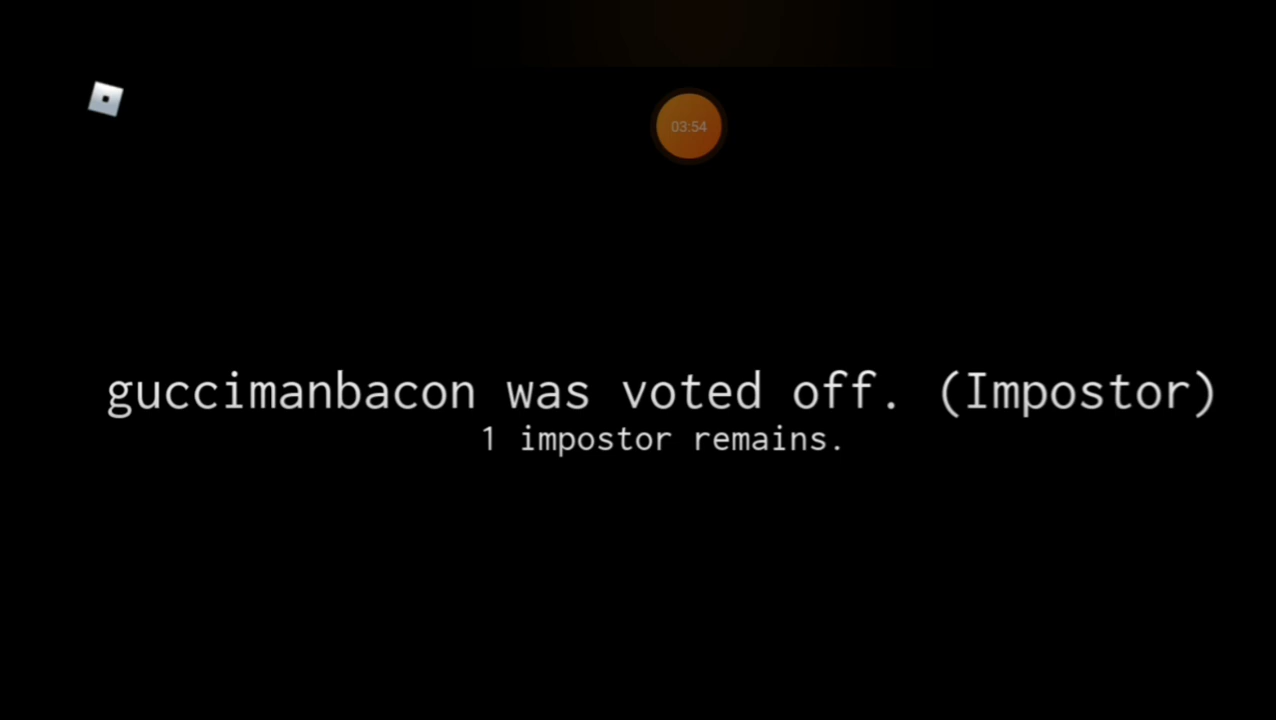 03:54
guccimanbacon was voted off. (Impostor)
1 impostor remains.